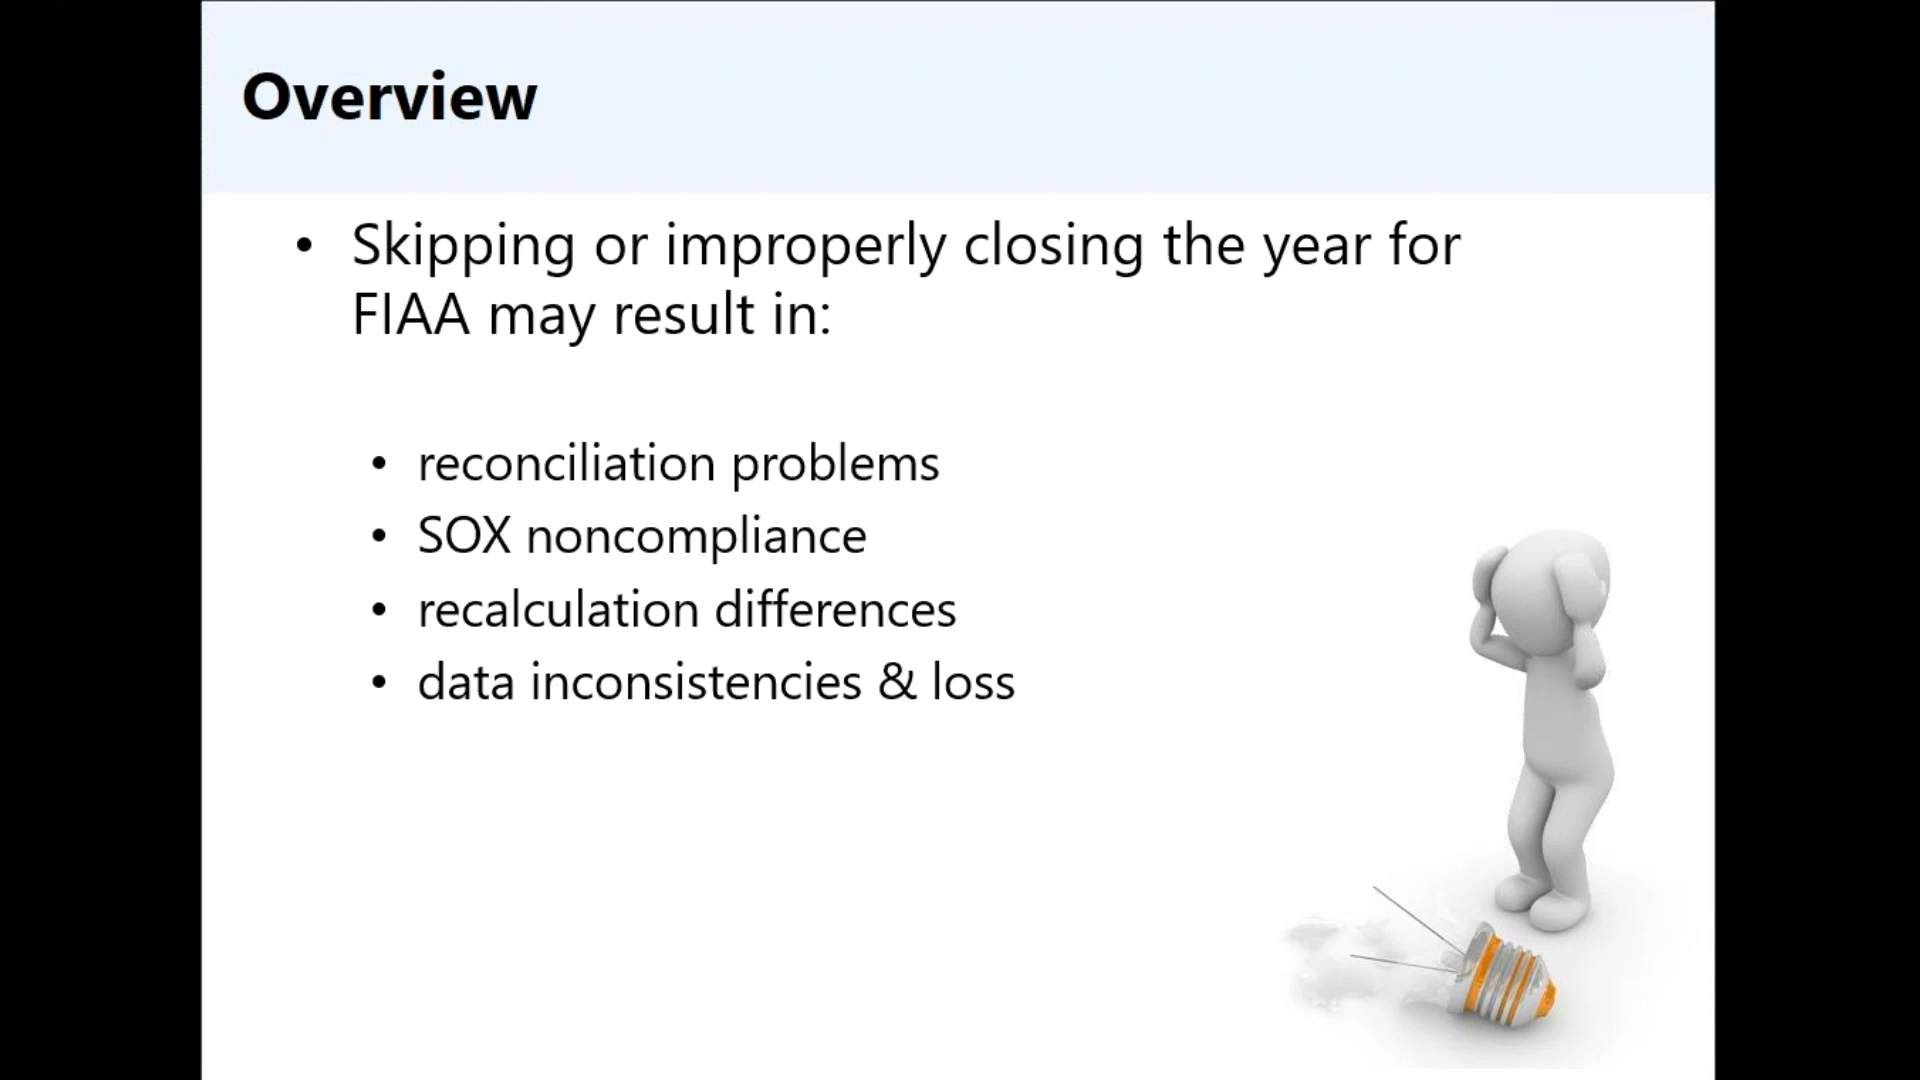 Overview
• Skipping or improperly closing the year for
FIAA may result in:
• reconciliation problems
• SOX noncompliance
• recalculation differences
• data inconsistencies & loss